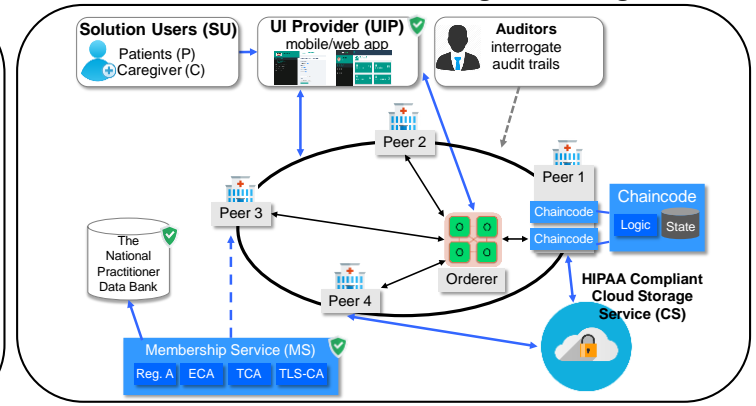 Solution Users (SU)
Patients (P)
Caregiver (C)
UI Provider (UIP)
mobile/web app
Auditors
interrogate
audit trails
Peer 2
Peer 1
Chaincode
Chaincode
Chaincode
Logic
State
Peer 3
The
National
Practitioner
Data Bank
Orderer
Peer 4
HIPAA Compliant
Cloud Storage
Service (CS)
Membership Service (MS)
Reg. A
ECA
TCA
TLS-CA